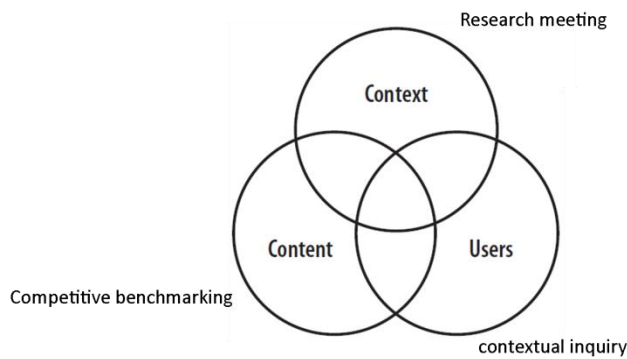 Research meeting
Context
Content
Users
Competitive benchmarking
contextual inquiry